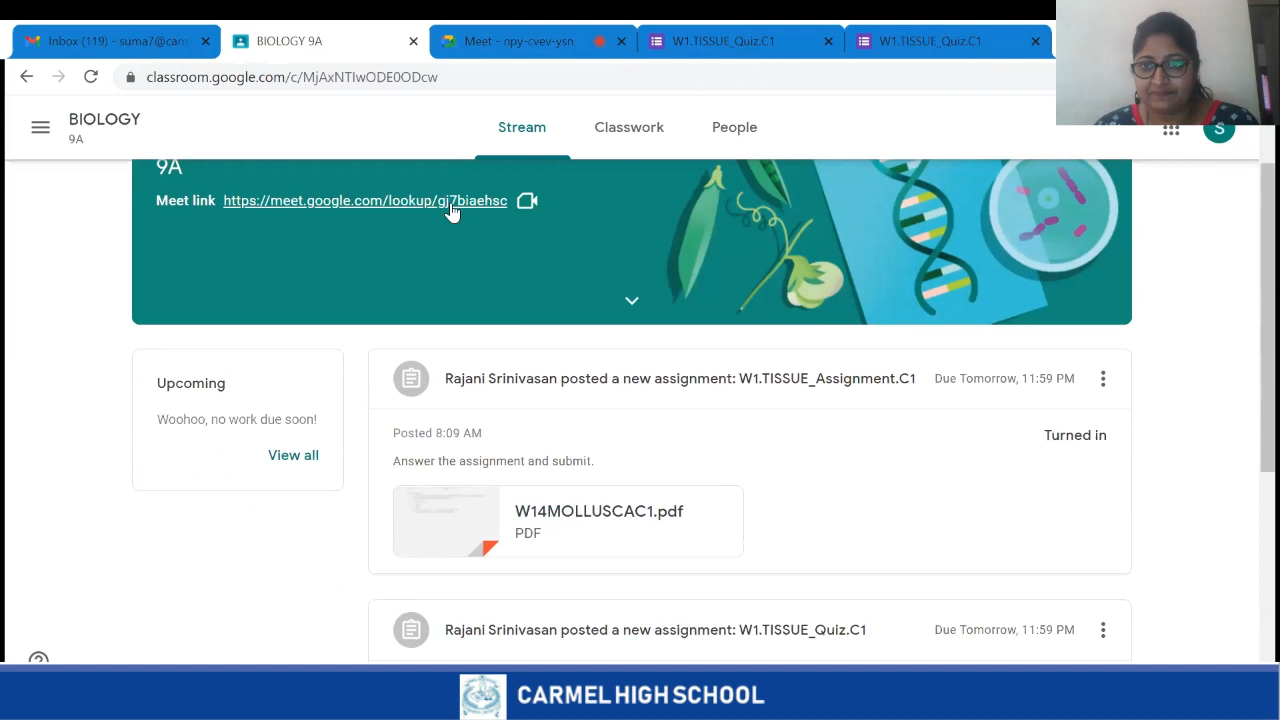 Inbox (119) - suma7@carm
BIOLOGY 9A
Meet - npy-cvev-ysn
W1.TISSUE_Quiz.C1
W1.TISSUE_Quiz.C1
classroom.google.com/c/MjAxNTIwODE0ODcw
BIOLOGY
9A
Stream
Classwork
People
S
9A
Meet link https://meet.google.com/lookup/gj7biaehsc
Upcoming
Woohoo, no work due soon!
View all
Rajani Srinivasan posted a new assignment: W1.TISSUE_Assignment.C1
Due Tomorrow, 11:59 PM
Posted 8:09 AM
Turned in
Answer the assignment and submit.
W14MOLLUSCAC1.pdf
PDF
Rajani Srinivasan posted a new assignment: W1.TISSUE_Quiz.C1
Due Tomorrow, 11:59 PM
CARMEL HIGH SCHOOL